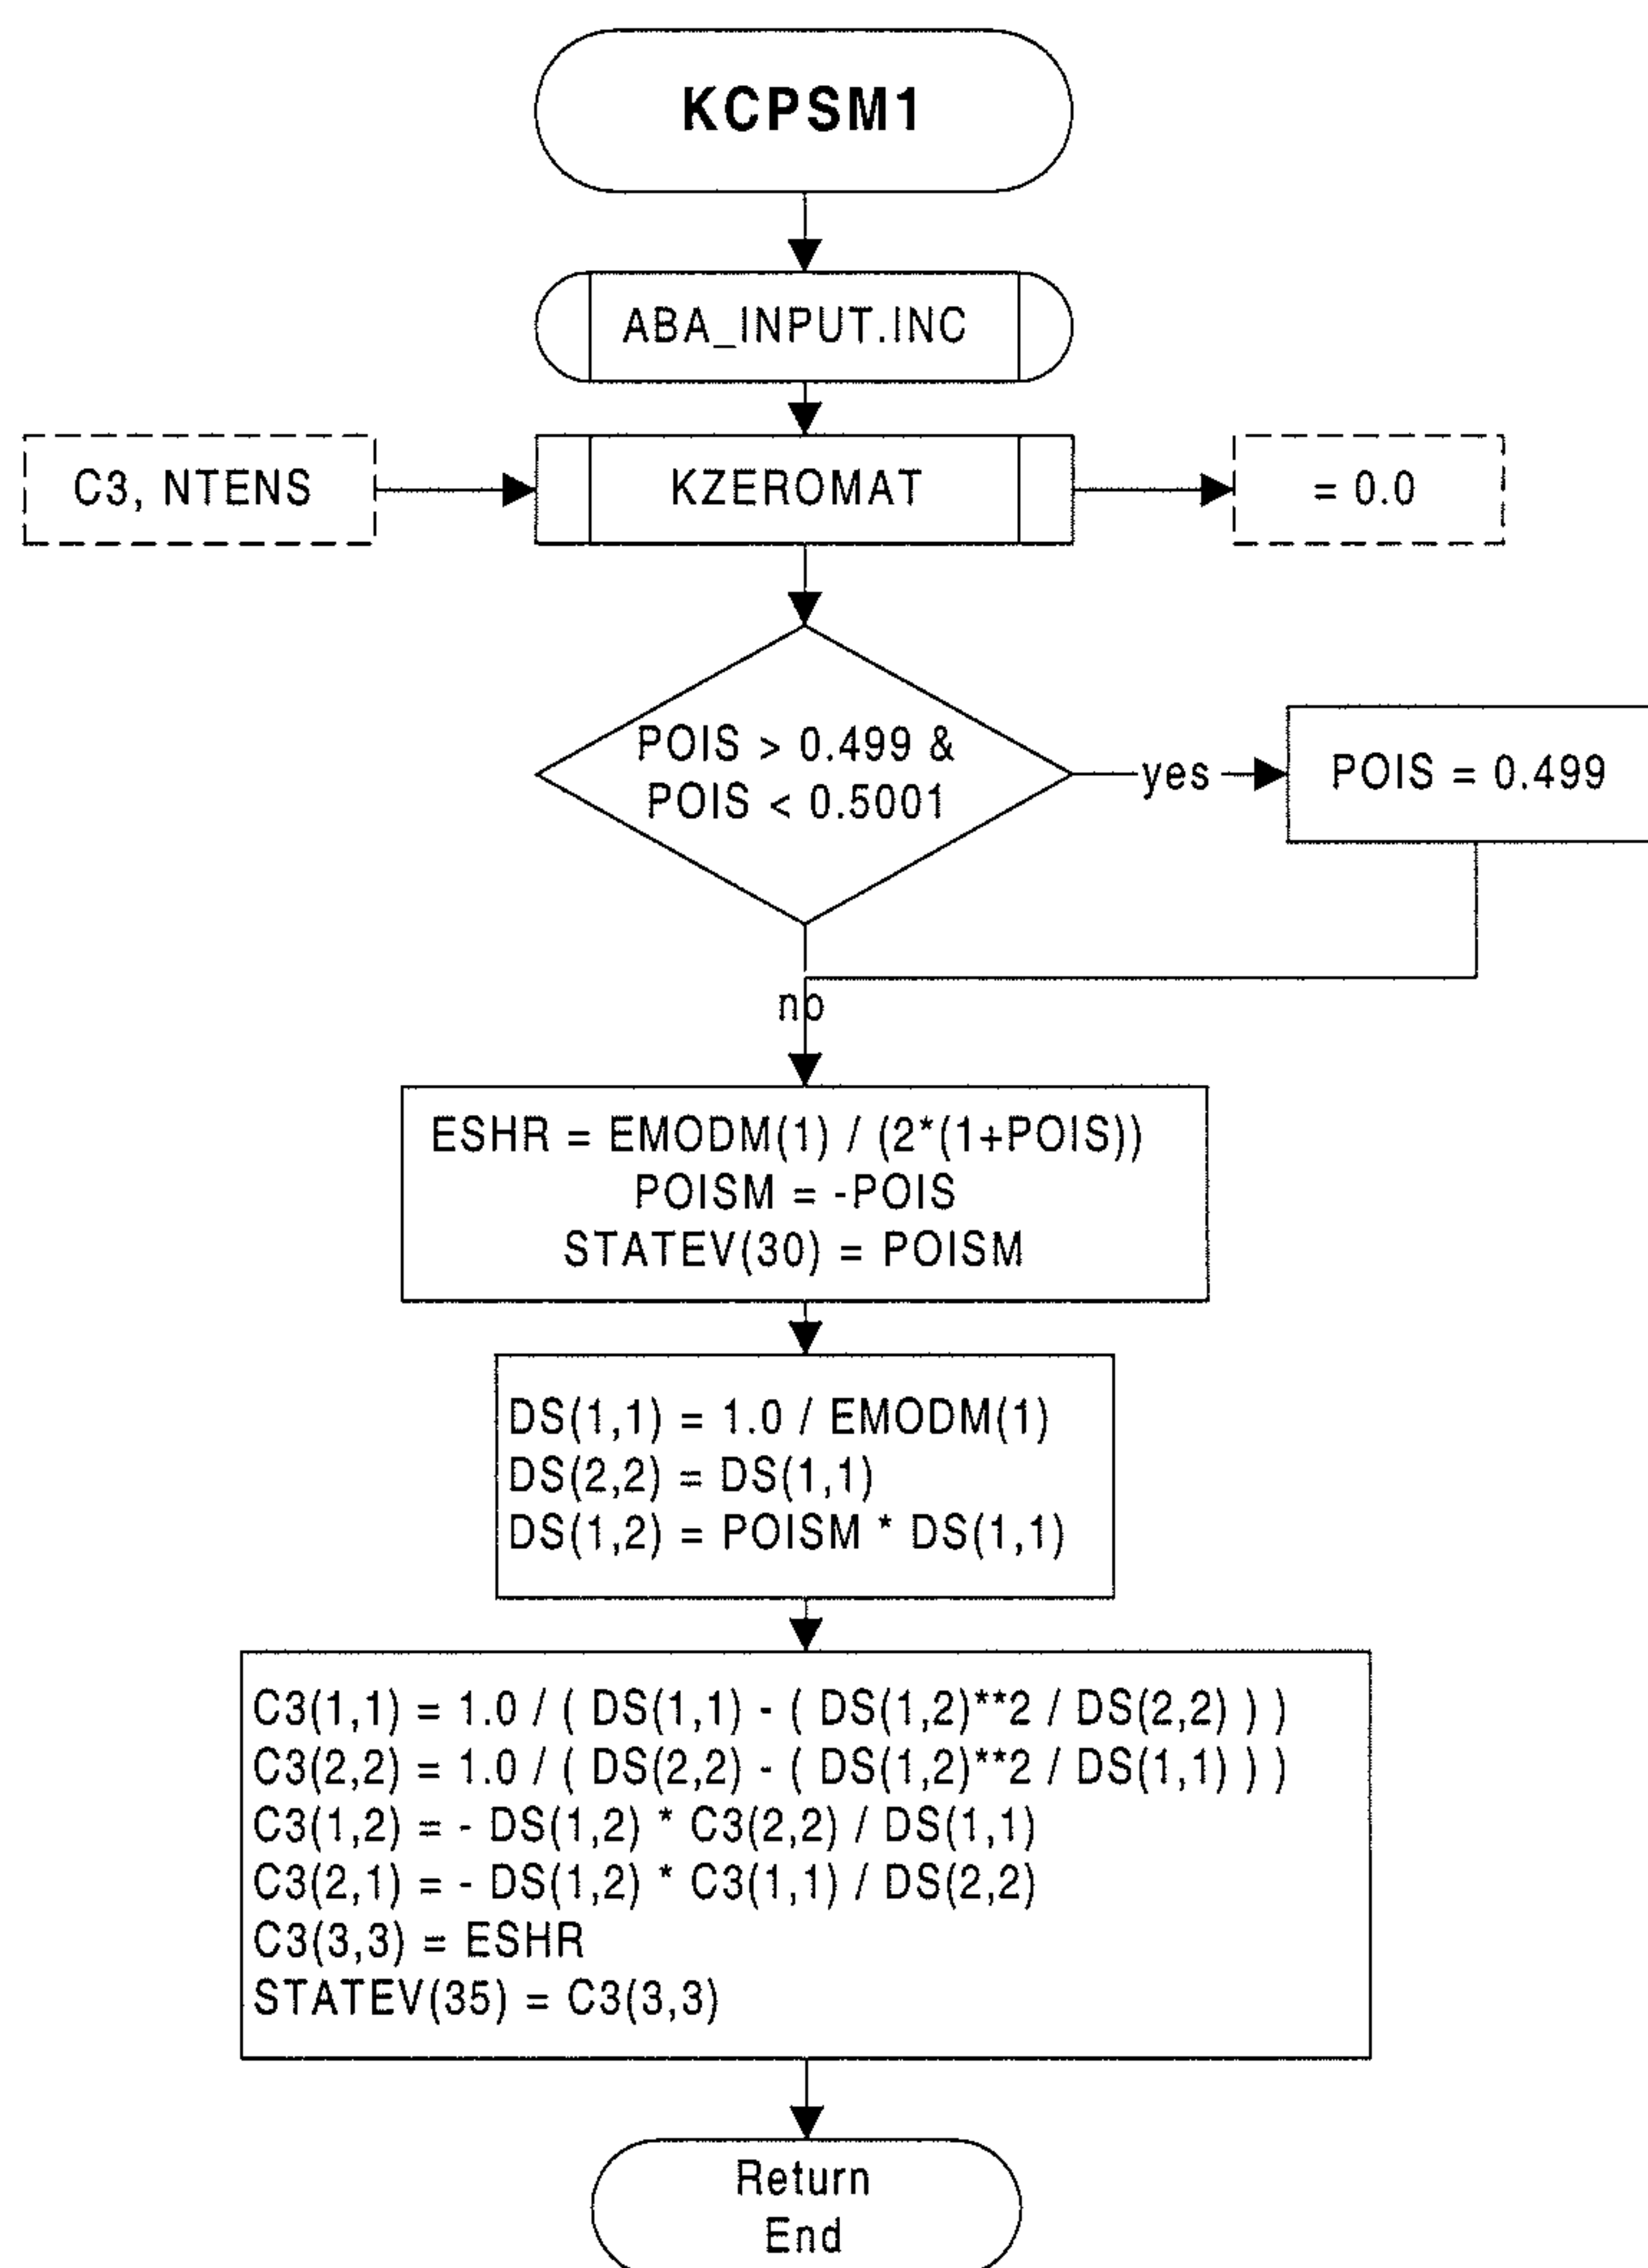 KCPSM1
ABA_INPUT.INC
C3, NTENS
KZEROMAT
= 0.0
POIS > 0.499 &
POIS < 0.5001
yes
POIS = 0.499
no
ESHR = EMODM(1) / (2*(1+POIS))
POISM = -POIS
STATEV(30) = POISM
DS(1,1) = 1.0 / EMODM(1)
DS(2,2) = DS(1,1)
DS(1,2) = POISM * DS(1,1)
C3(1,1) = 1.0 / ( DS(1,1) - ( DS(1,2)**2 / DS(2,2) ) )
C3(2,2) = 1.0 / ( DS(2,2) - ( DS(1,2)**2 / DS(1,1) ) )
C3(1,2) = - DS(1,2) * C3(2,2) / DS(1,1)
C3(2,1) = - DS(1,2) * C3(1,1) / DS(2,2)
C3(3,3) = ESHR
STATEV(35) = C3(3,3)
Return
End